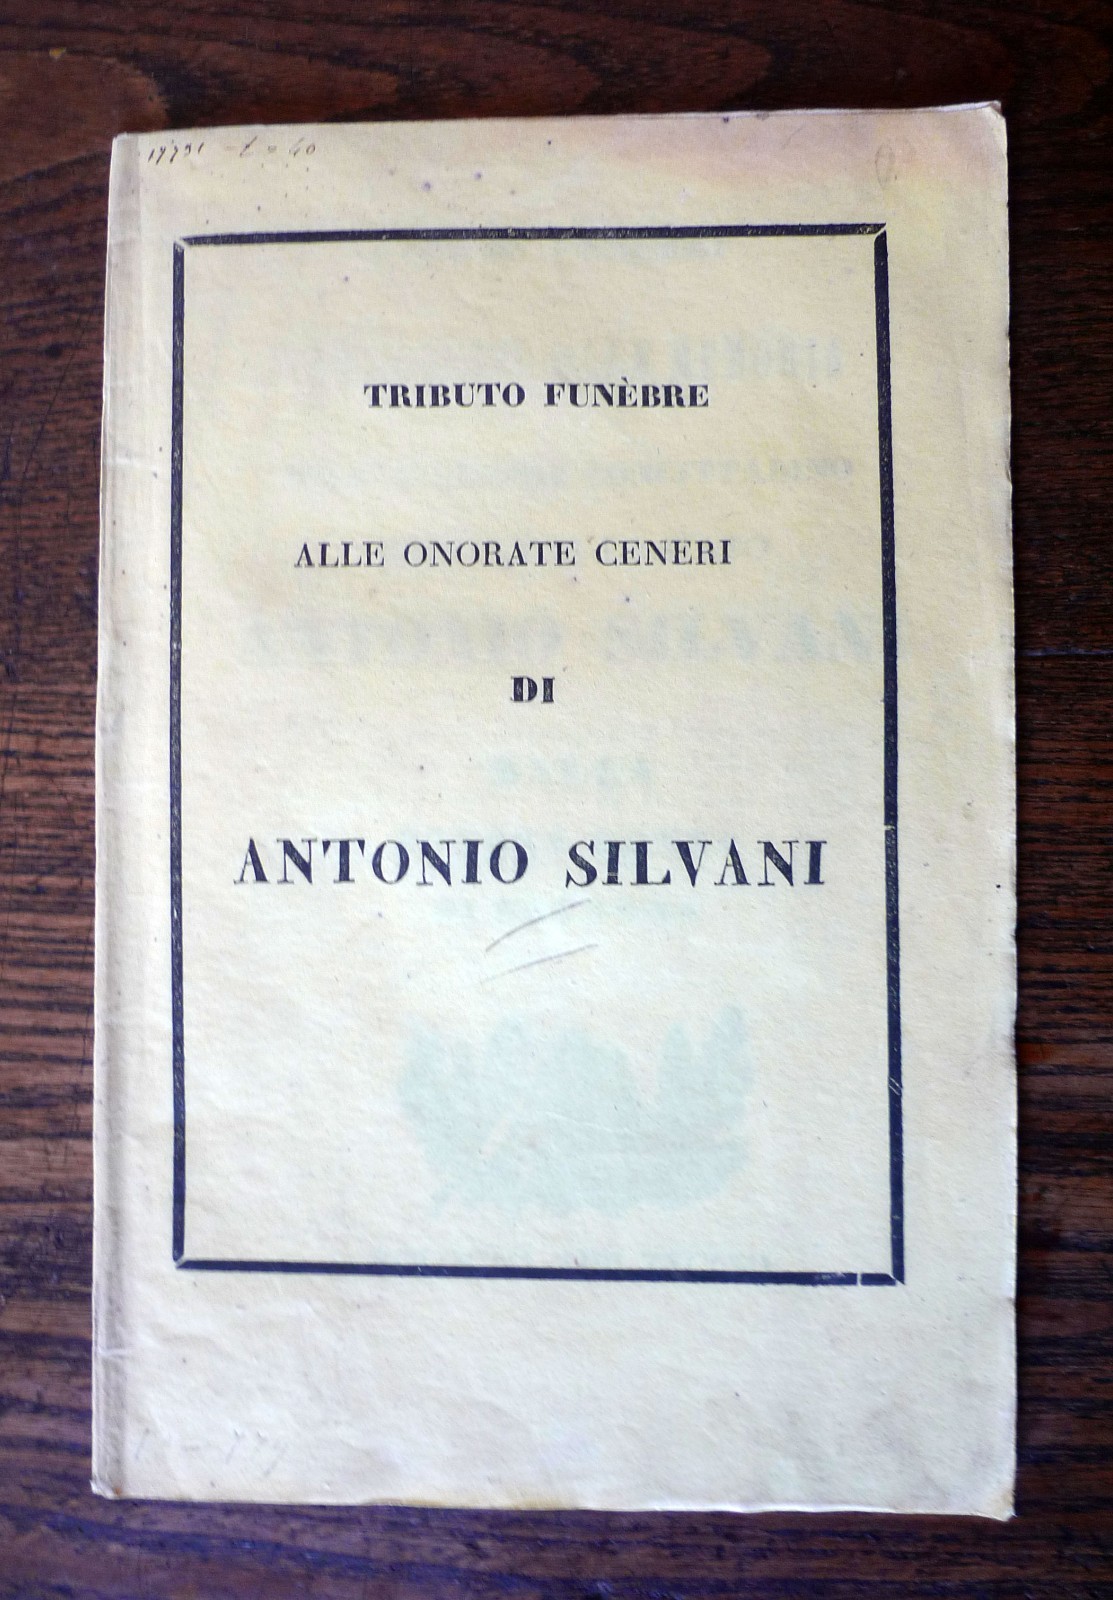 TRIBUTO FUNÈBRE
ALLE ONORATE CENERI
DI
ANTONIO SILVANI